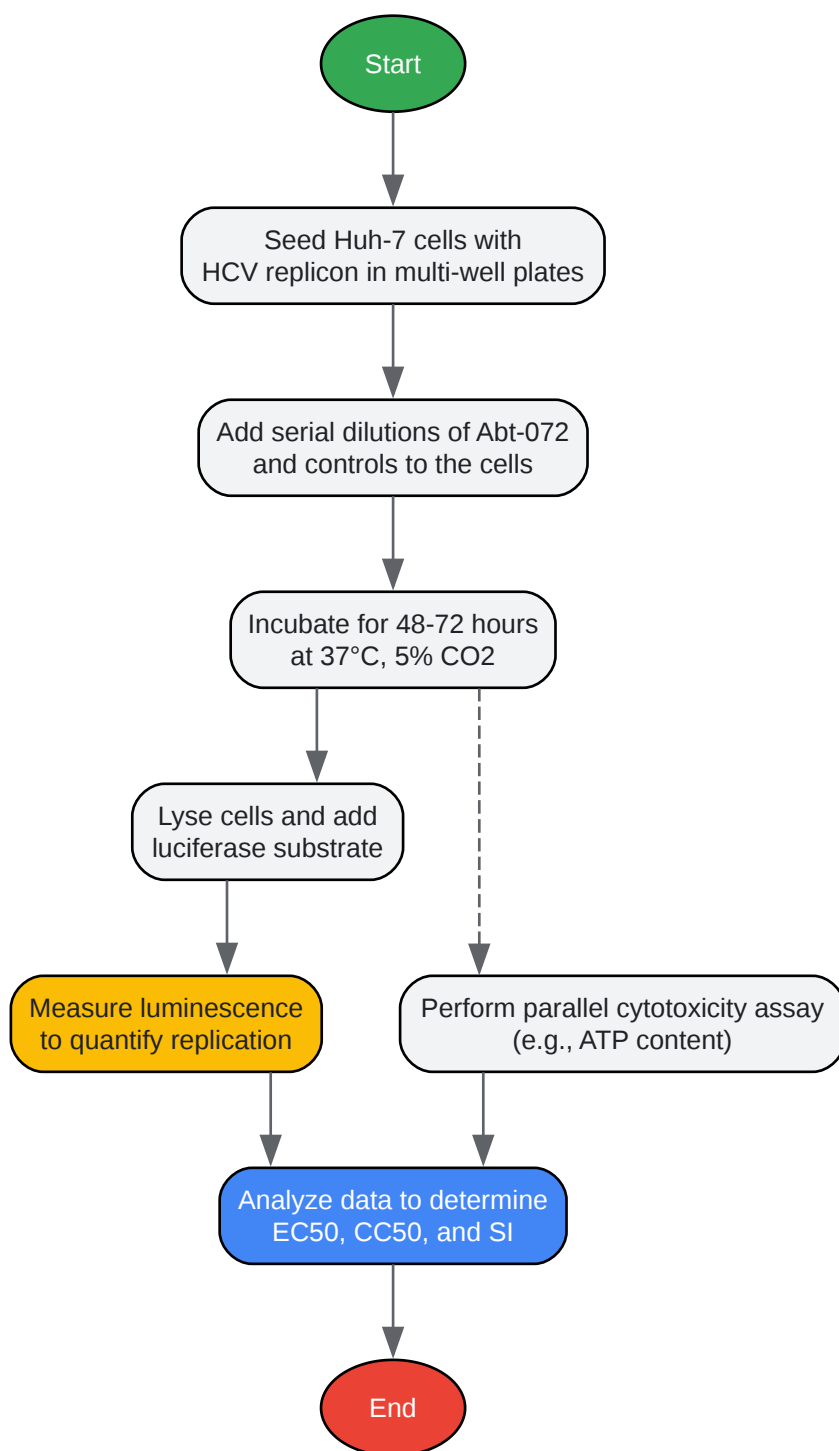 Start
Seed Huh-7 cells with
HCV replicon in multi-well plates
Add serial dilutions of Abt-072
and controls to the cells
Incubate for 48-72 hours
at 37°C, 5% CO2
Lyse cells and add
luciferase substrate
Measure luminescence
to quantify replication
Perform parallel cytotoxicity assay
(e.g., ATP content)
Analyze data to determine
EC50, CC50, and SI
End